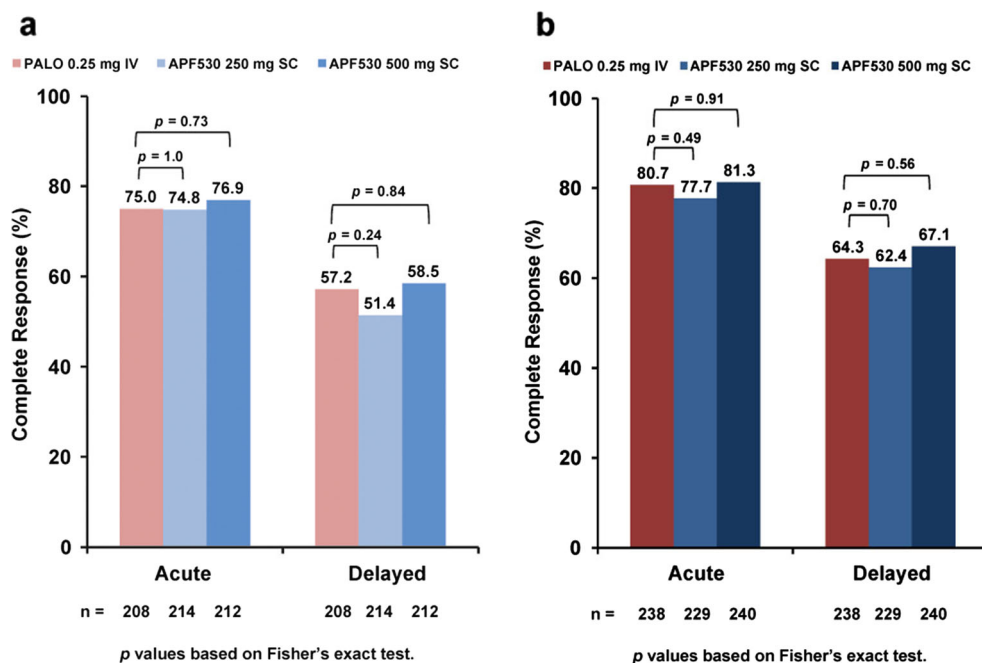 a
PALO 0.25 mg IV APF530 250 mg SC APF530 500 mg SC
Complete Response (%)
100
80
60
40
20
0
p = 0.73
p = 1.0
75.0 74.8 76.9
p = 0.84
p = 0.24
57.2 51.4 58.5
Acute Delayed
n = 208 214 212 208 214 212
p values based on Fisher's exact test.
b
PALO 0.25 mg IV APF530 250 mg SC APF530 500 mg SC
Complete Response (%)
100
80
60
40
20
0
p = 0.91
p = 0.49
80.7 77.7 81.3
p = 0.56
p = 0.70
64.3 62.4 67.1
Acute Delayed
n = 238 229 240 238 229 240
p values based on Fisher's exact test.